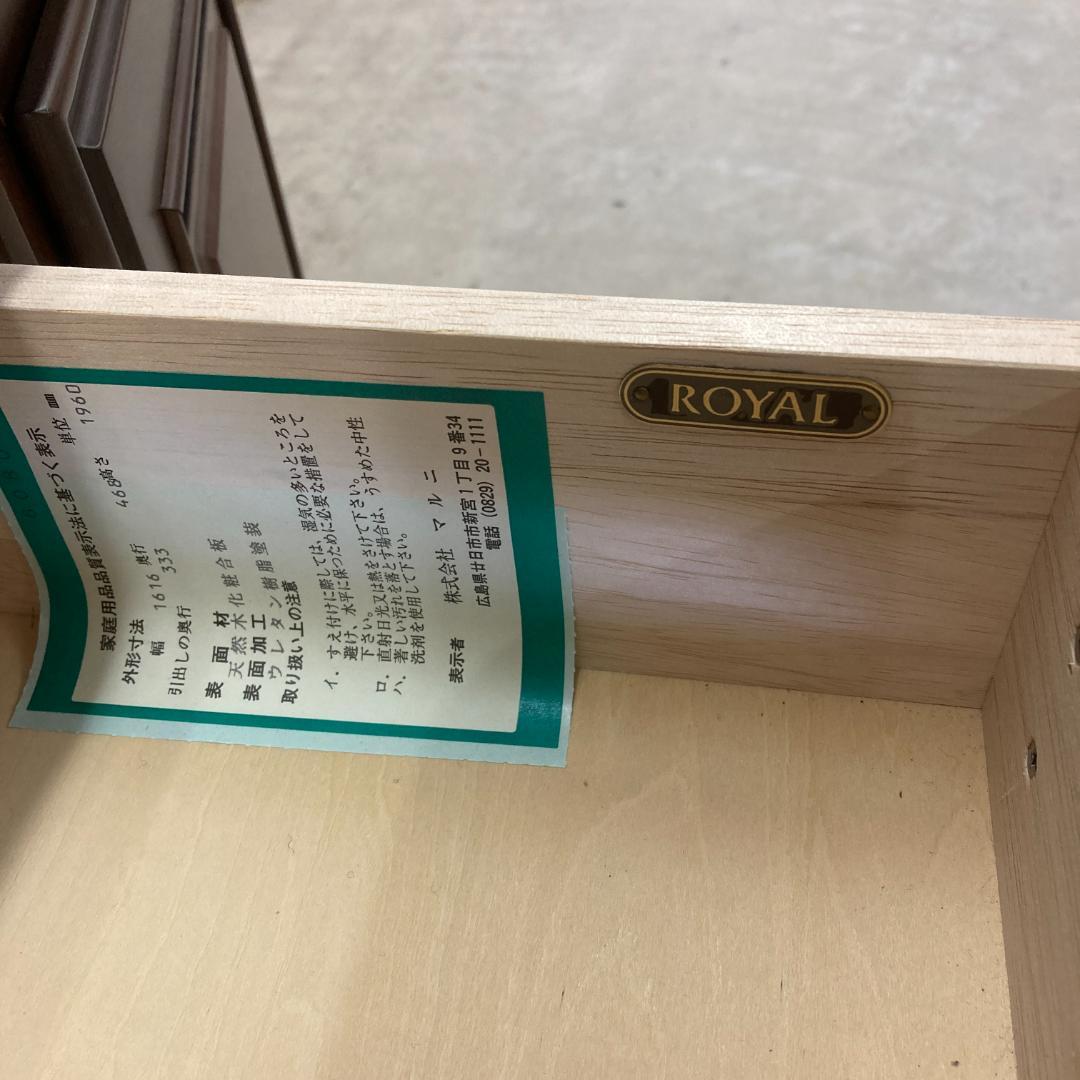 8080
家庭用品品質表示法に基づく表示
外形寸法 単位 mm
幅 1616 奥行 468 高さ 1960
引出しの奥行 333
表面材
天然木化粧合板
表面加工
ウレタン樹脂塗装
取り扱い上の注意
イ．すえ付けに際しては、湿気の多いところを
避け、水平に保つために必要な措置をして
下さい。
ロ．直射日光又は熱をさけて下さい。
ハ、著しい汚れを落とす場合は、うすめた中性
洗剤を使用して下さい。
表示者 株式会社 マルニ
広島県廿日市市新宮1丁目9番34
電話 (0829) 20-1111
ROYAL